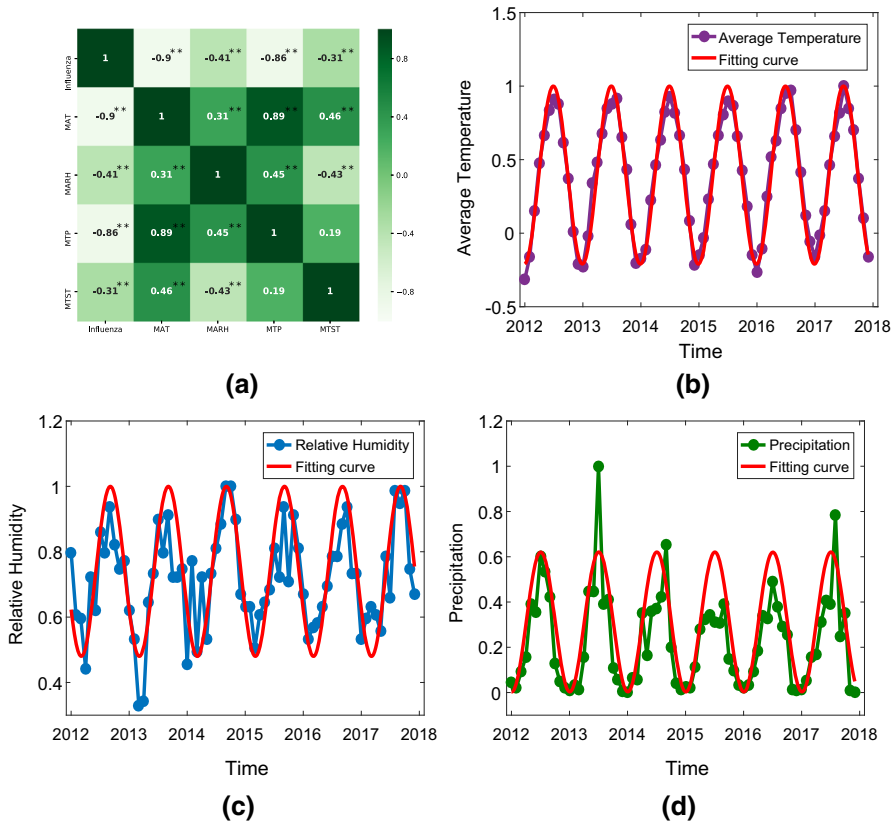 Influenza 1 -0.9** -0.41** -0.86** -0.31**
MAT -0.9** 1 0.31** 0.89** 0.46**
MARH -0.41** 0.31** 1 0.45** -0.43**
MTP -0.86** 0.89** 0.45** 1 0.19
MTST -0.31** 0.46** -0.43** 0.19 1
Influenza MAT MARH MTP MTST
0.8
0.4
0.0
−0.4
−0.8
(a)
Average Temperature
Fitting curve
1.5
1
0.5
0
-0.5
Average Temperature
2012 2013 2014 2015 2016 2017 2018
Time
(b)
Relative Humidity
Fitting curve
1.2
1
0.8
0.6
0.4
Relative Humidity
2012 2013 2014 2015 2016 2017 2018
Time
(c)
Precipitation
Fitting curve
1.2
1
0.8
0.6
0.4
0.2
0
Precipitation
2012 2013 2014 2015 2016 2017 2018
Time
(d)